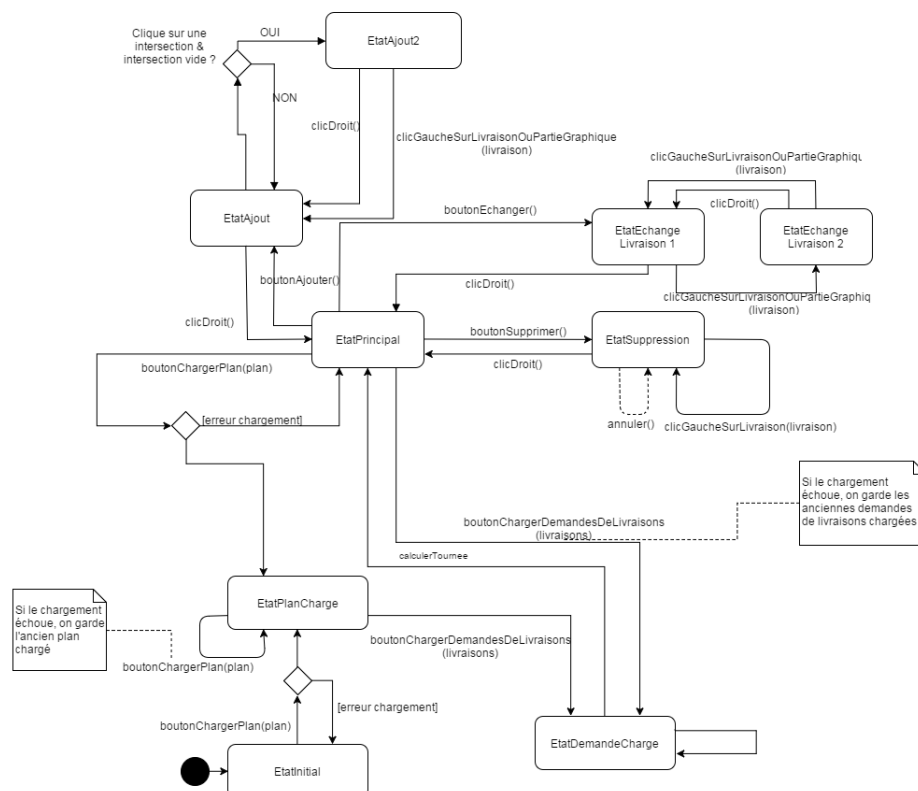 Clique sur une
intersection &
intersection vide ?
OUI
EtatAjout2
NON
clicDroit()
clicGaucheSurLivraisonOuPartieGraphique
(livraison)
clicGaucheSurLivraisonOuPartieGraphiqu
(livraison)
clicDroit()
EtatAjout
boutonEchanger()
EtatEchange
Livraison 1
EtatEchange
Livraison 2
boutonAjouter()
clicDroit()
clicGaucheSurLivraisonOuPartieGraphiqu
(livraison)
clicDroit()
EtatPrincipal
boutonSupprimer()
EtatSuppression
clicDroit()
boutonChargerPlan(plan)
[erreur chargement]
annuler()
clicGaucheSurLivraison(livraison)
Si le chargement
échoue, on garde les
anciennes demandes
de livraisons chargées
boutonChargerDemandesDeLivraisons
(livraisons)
calculerTournee
EtatPlanCharge
Si le chargement
échoue, on garde
l'ancien plan
chargé
boutonChargerPlan(plan)
boutonChargerDemandesDeLivraisons
(livraisons)
[erreur chargement]
boutonChargerPlan(plan)
EtatDemandeCharge
EtatInitial